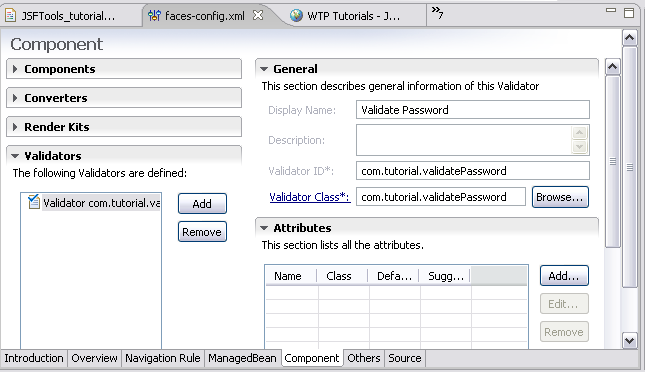 JSFTools_tutorial... faces-config.xml WTP Tutorials - J... »7
Component
Components
Converters
Render Kits
Validators
The following Validators are defined:
Validator com.tutorial.va
Add
Remove
General
This section describes general information of this Validator
Display Name: Validate Password
Description:
Validator ID*: com.tutorial.validatePassword
Validator Class*: com.tutorial.validatePassword Browse...
Attributes
This section lists all the attributes.
Name Class Defa... Sugg...
Add...
Edit...
Remove
Introduction Overview Navigation Rule ManagedBean Component Others Source